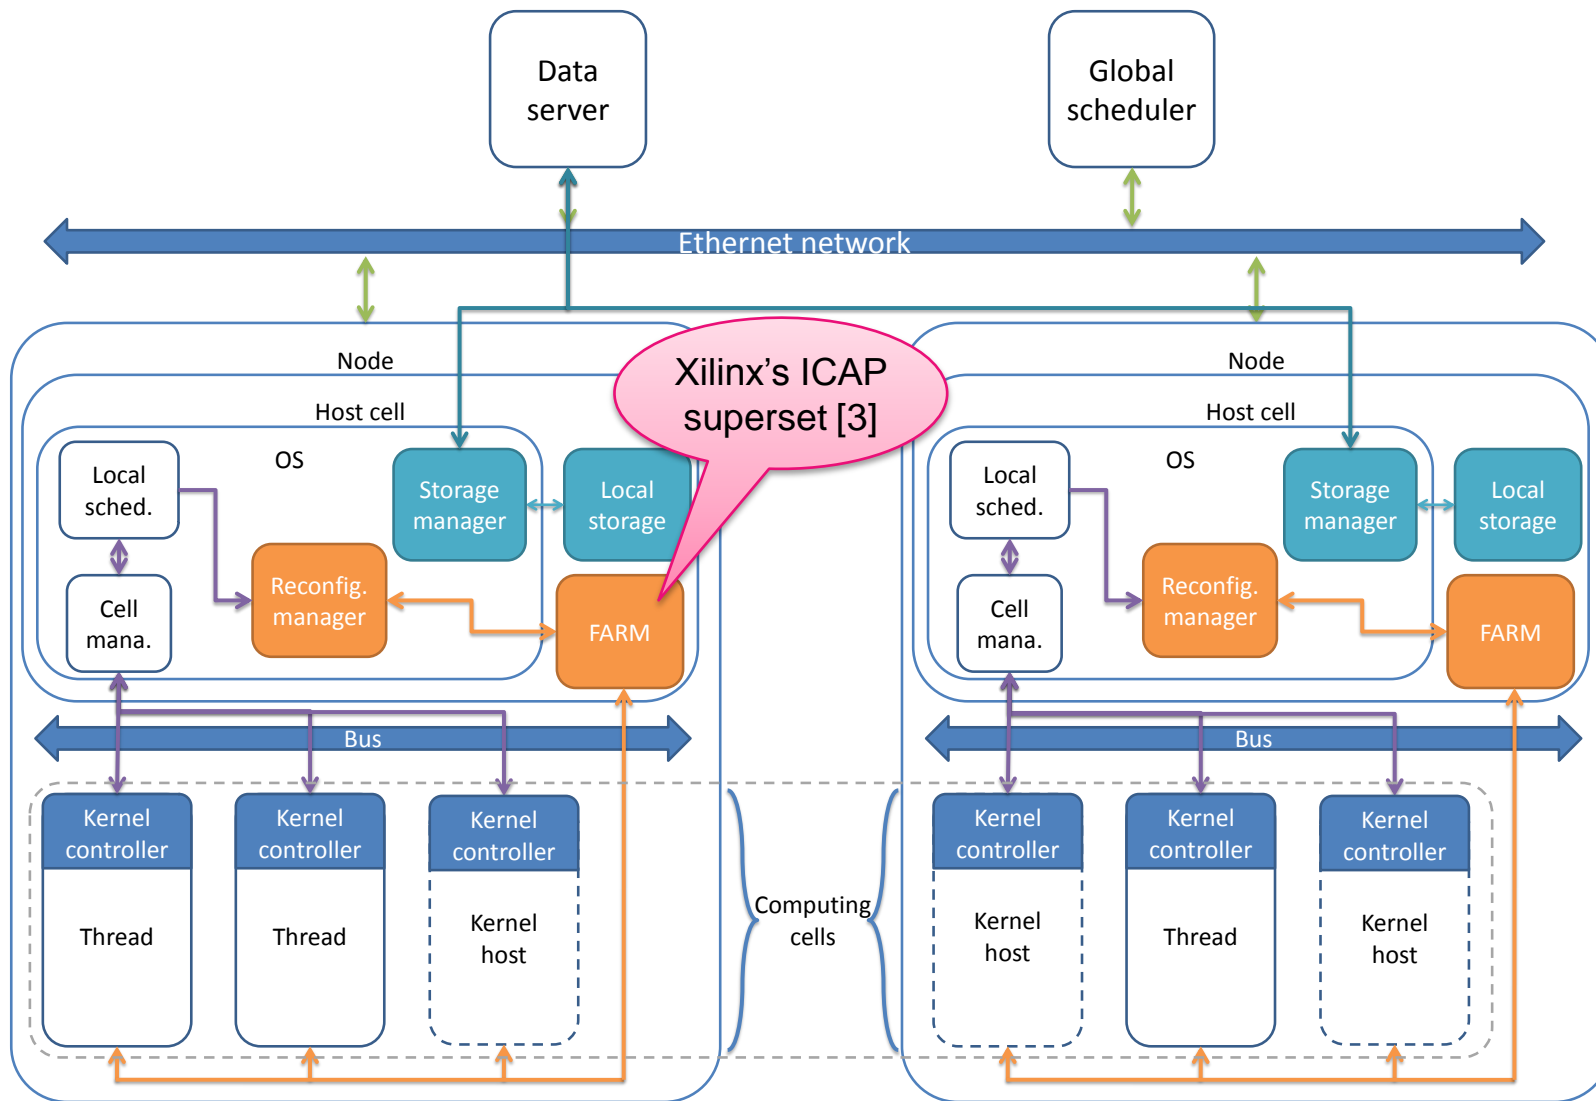 Data
server
Global
scheduler
Ethernet network
Node
Host cell
OS
Local
sched.
Storage
manager
Local
storage
Reconfig.
manager
Cell
mana.
FARM
Xilinx's ICAP
superset [3]
Bus
Kernel
controller
Thread
Kernel
controller
Thread
Kernel
controller
Kernel
host
Computing
cells
Node
Host cell
OS
Local
sched.
Storage
manager
Local
storage
Reconfig.
manager
Cell
mana.
FARM
Bus
Kernel
controller
Kernel
host
Kernel
controller
Thread
Kernel
controller
Kernel
host